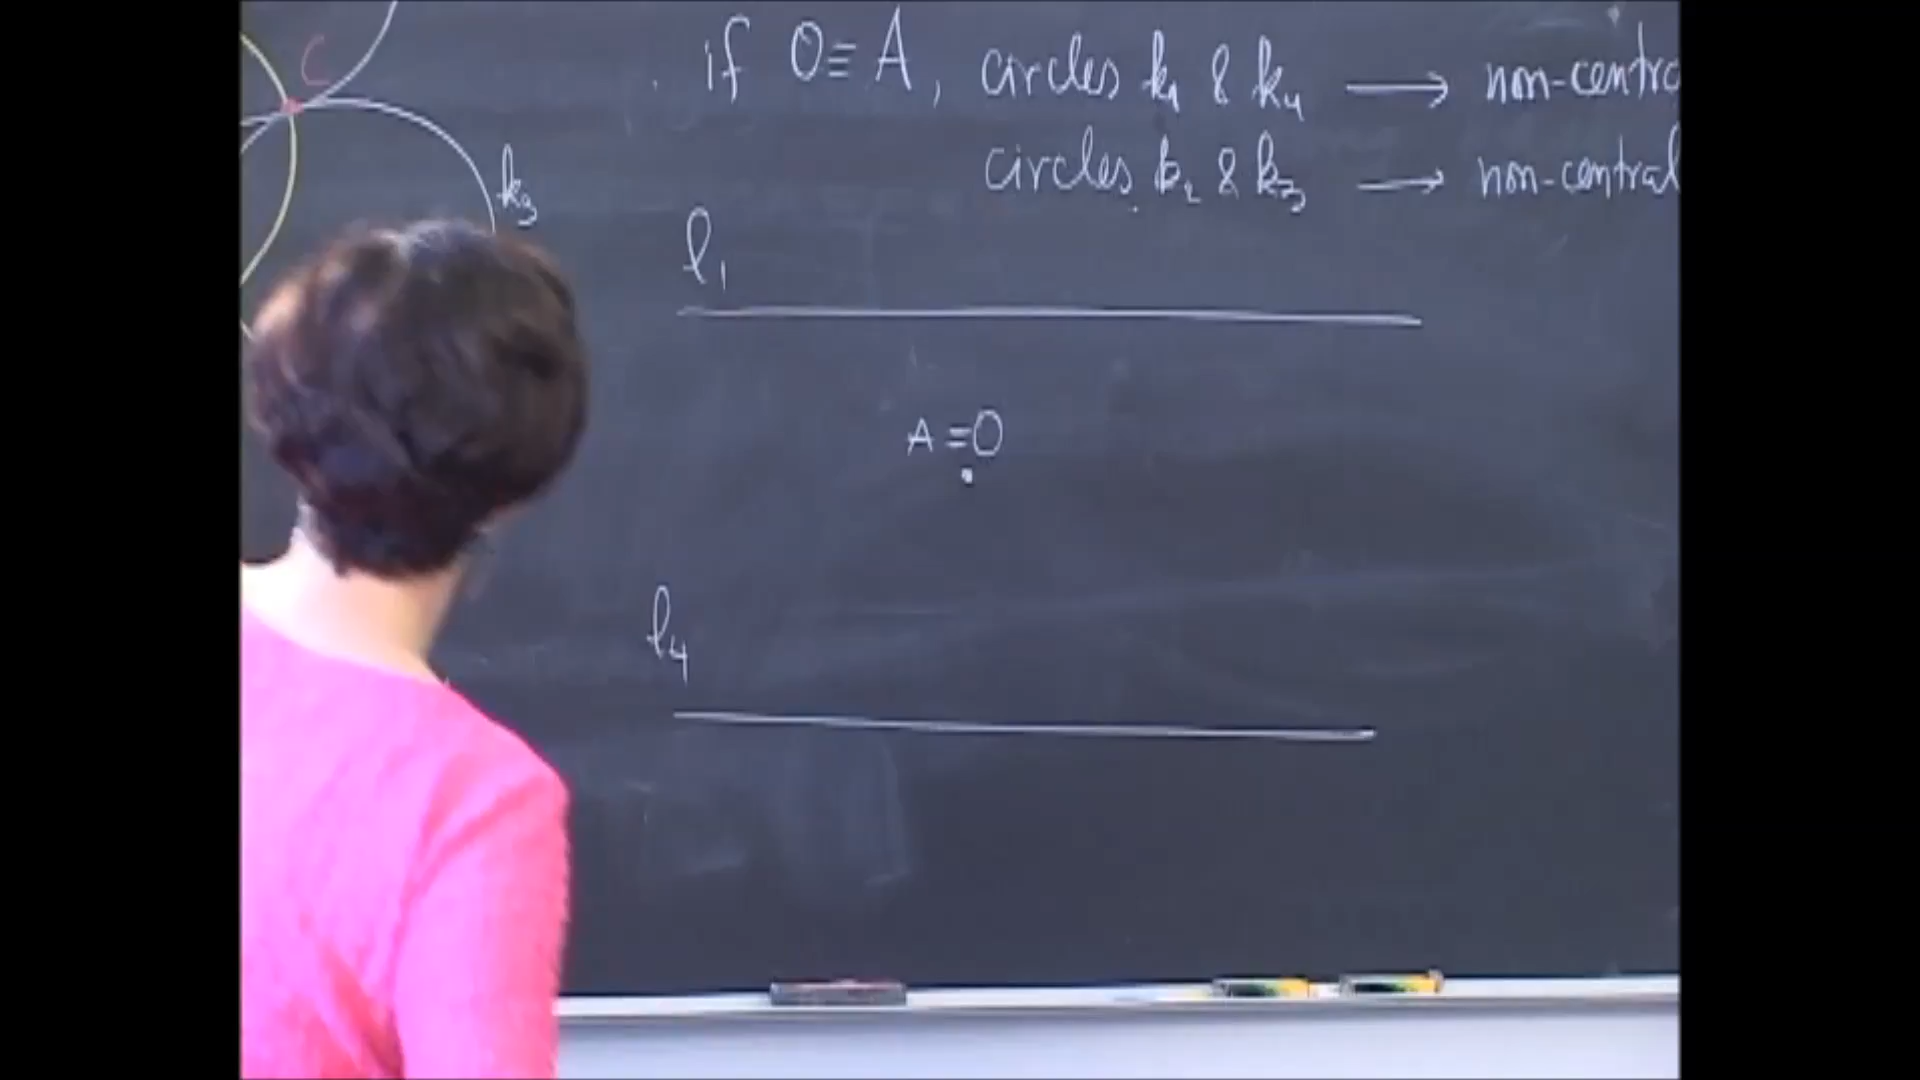 C
if O≡A, circles k₁ & k₄ → non-centra
circles k₂ & k₃ → non-central
k₃
l₁
A≡O
l₄